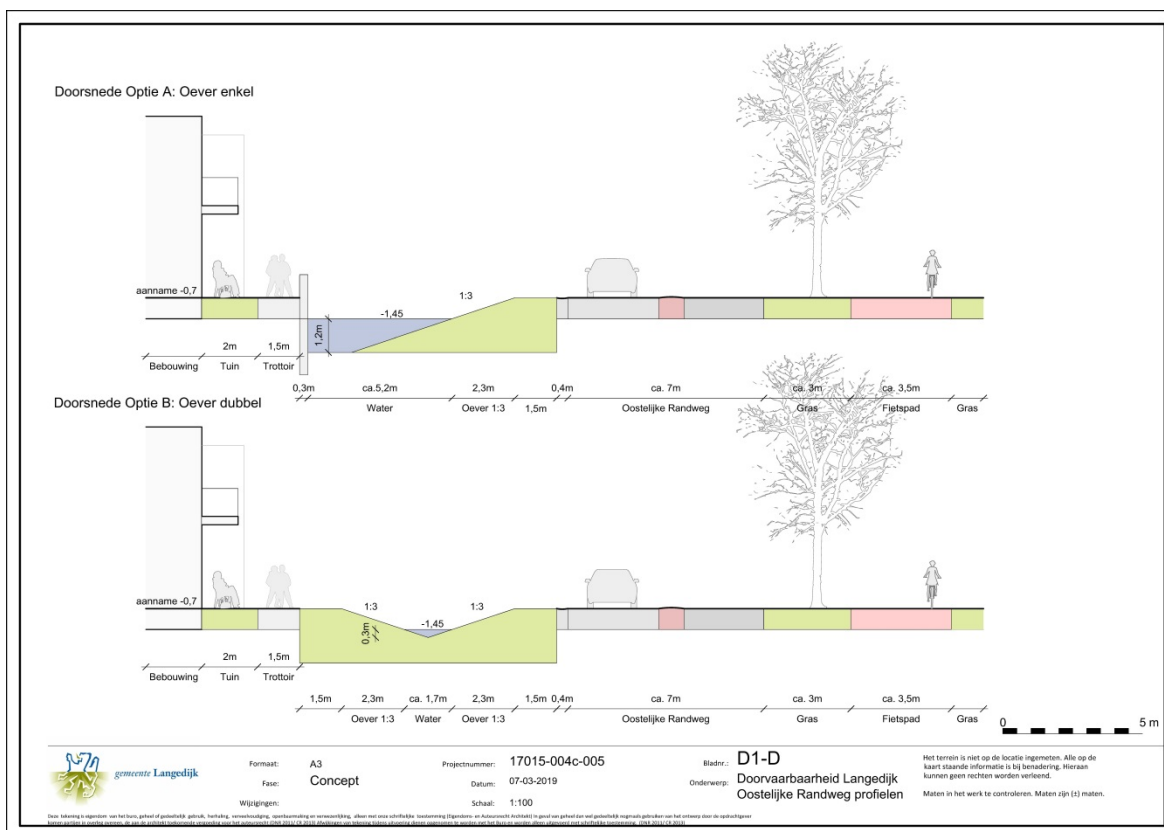 Doorsnede Optie A: Oever enkel
aanname -0,7
1:3
-1,45
1,2m
2m 1,5m
Bebouwing Tuin Trottoir
0,3m ca.5,2m 2,3m 0,4m ca. 7m ca. 3m ca. 3,5m
Water Oever 1:3 1,5m Oostelijke Randweg Gras Fietspad Gras
Doorsnede Optie B: Oever dubbel
aanname -0,7
1:3 1:3
-1,45
0,3m
2m 1,5m
Bebouwing Tuin Trottoir
1,5m 2,3m ca. 1,7m 2,3m 1,5m 0,4m ca. 7m ca. 3m ca. 3,5m
Oever 1:3 Water Oever 1:3 Oostelijke Randweg Gras Fietspad Gras
0 5 m
gemeente Langedijk
Formaat: A3
Fase: Concept
Wijzigingen:
Projectnummer: 17015-004c-005
Datum: 07-03-2019
Schaal: 1:100
Bladnr.: D1-D
Onderwerp: Doorvaarbaarheid Langedijk
Oostelijke Randweg profielen
Het terrein is niet op de locatie ingemeten. Alle op de
kaart staande informatie is bij benadering. Hieraan
kunnen geen rechten worden verleend.
Maten in het werk te controleren. Maten zijn (±) maten.